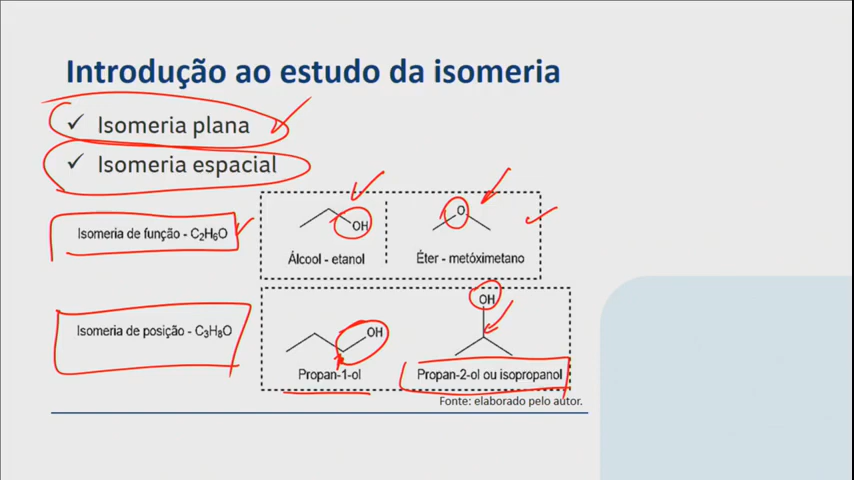 Introdução ao estudo da isomeria
✓ Isomeria plana
✓ Isomeria espacial
Isomeria de função - C₂H₆O
OH
O
Álcool - etanol
Éter - metóximetano
Isomeria de posição - C₃H₈O
OH
OH
Propan-1-ol
Propan-2-ol ou isopropanol
Fonte: elaborado pelo autor.